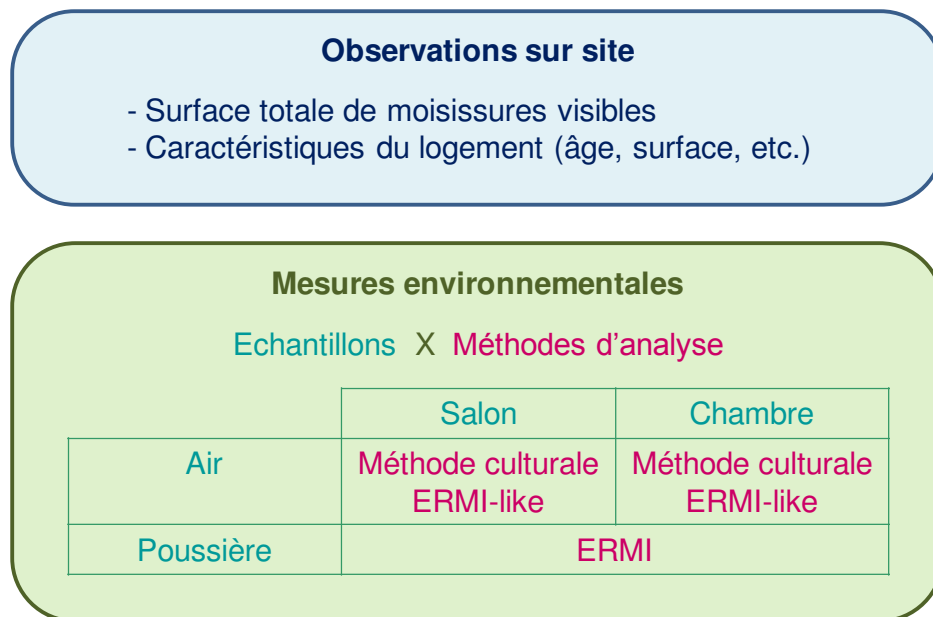 Observations sur site
- Surface totale de moisissures visibles
- Caractéristiques du logement (âge, surface, etc.)
Mesures environnementales
Echantillons X Méthodes d'analyse
Salon Chambre
Air Méthode culturale Méthode culturale
ERMI-like ERMI-like
Poussière ERMI